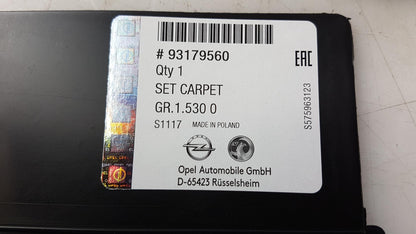 # 93179560
Qty 1
SET CARPET
GR.1.530 0
S1117 MADE IN POLAND
Opel Automobile GmbH
D-65423 Rüsselsheim
EAC
S575963123